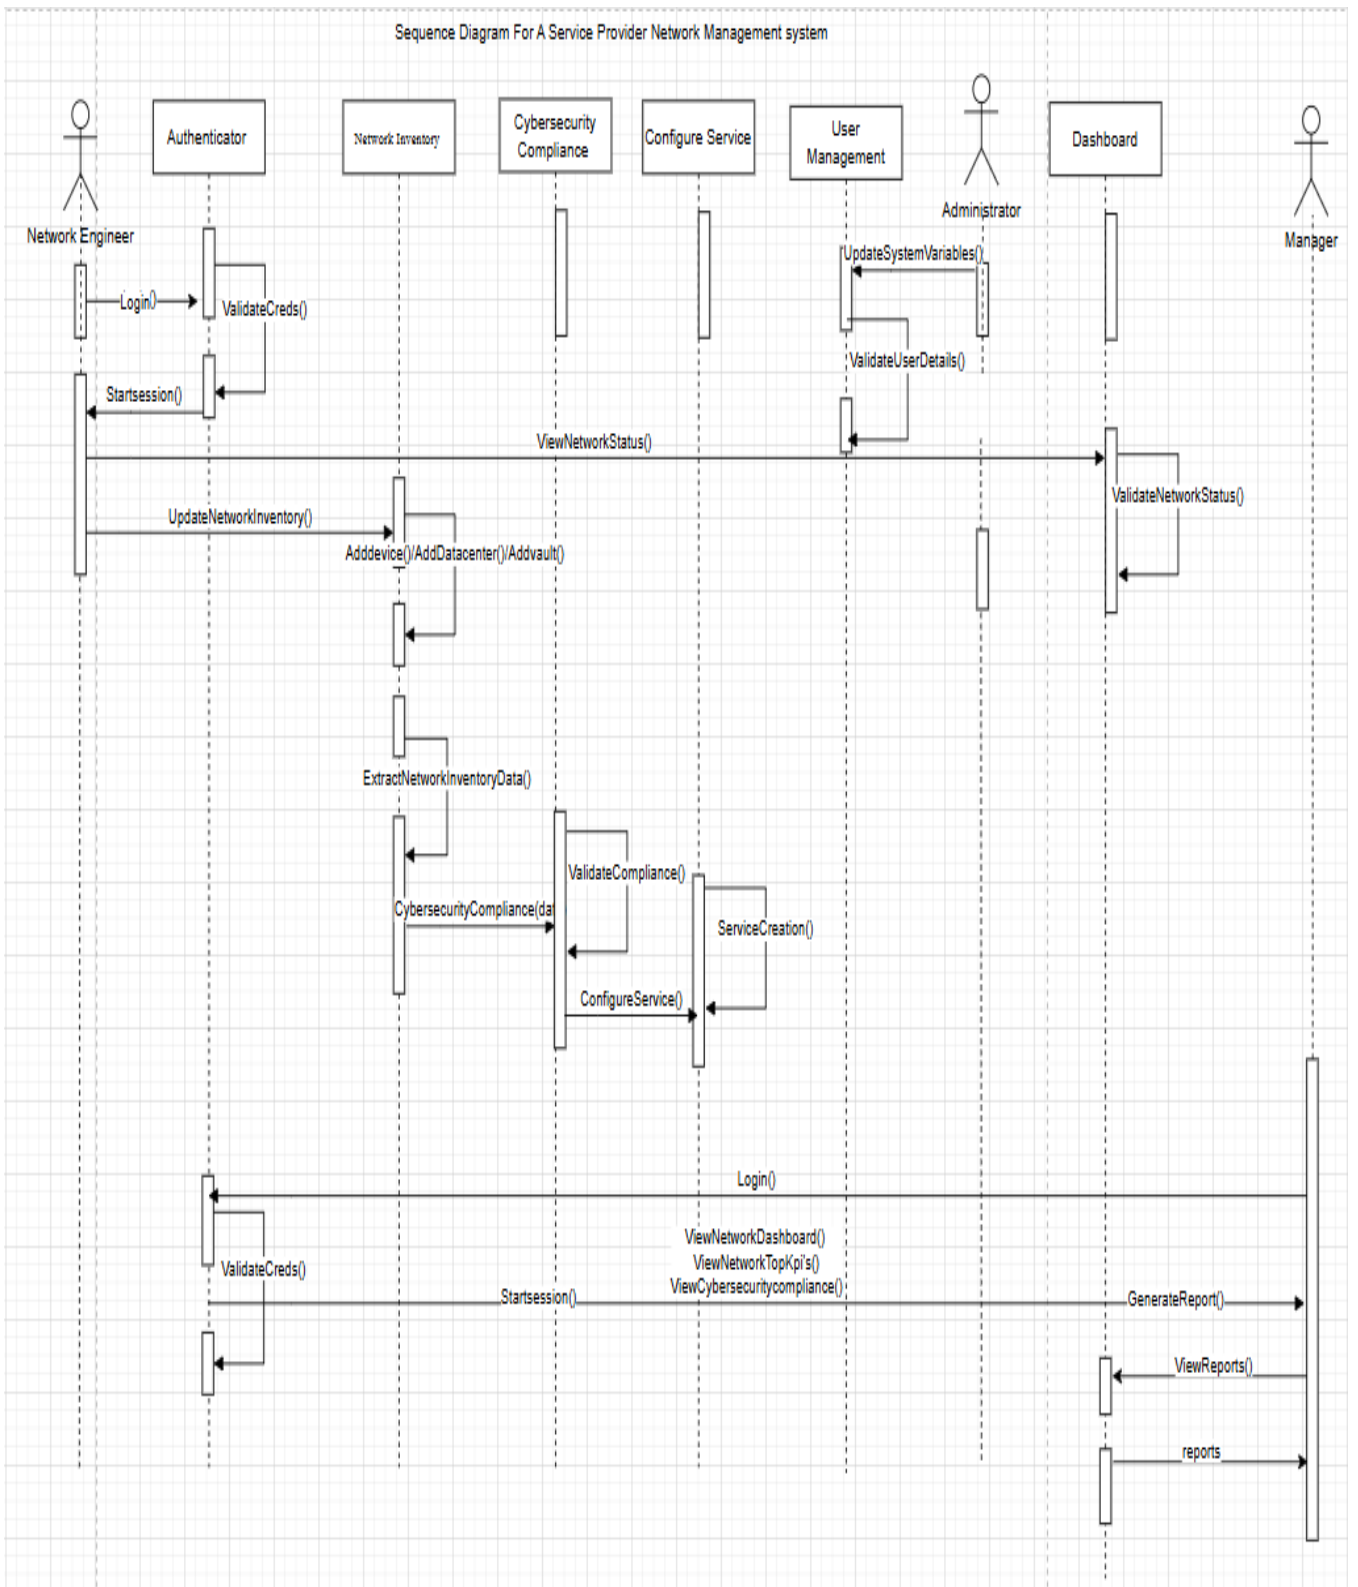 Sequence Diagram For A Service Provider Network Management system
Authenticator
Network Inventory
Cybersecurity
Compliance
Configure Service
User
Management
Dashboard
Network Engineer
Administrator
Manager
UpdateSystemVariables()
Login()
ValidateCreds()
ValidateUserDetails()
Startsession()
ViewNetworkStatus()
ValidateNetworkStatus()
UpdateNetworkInventory()
Adddevice()/AddDatacenter()/Addvault()
ExtractNetworkInventoryData()
ValidateCompliance()
CybersecurityCompliance(dat
ServiceCreation()
ConfigureService()
Login()
ViewNetworkDashboard()
ViewNetworkTopKpi's()
ViewCybersecuritycompliance()
ValidateCreds()
Startsession()
GenerateReport()
ViewReports()
reports